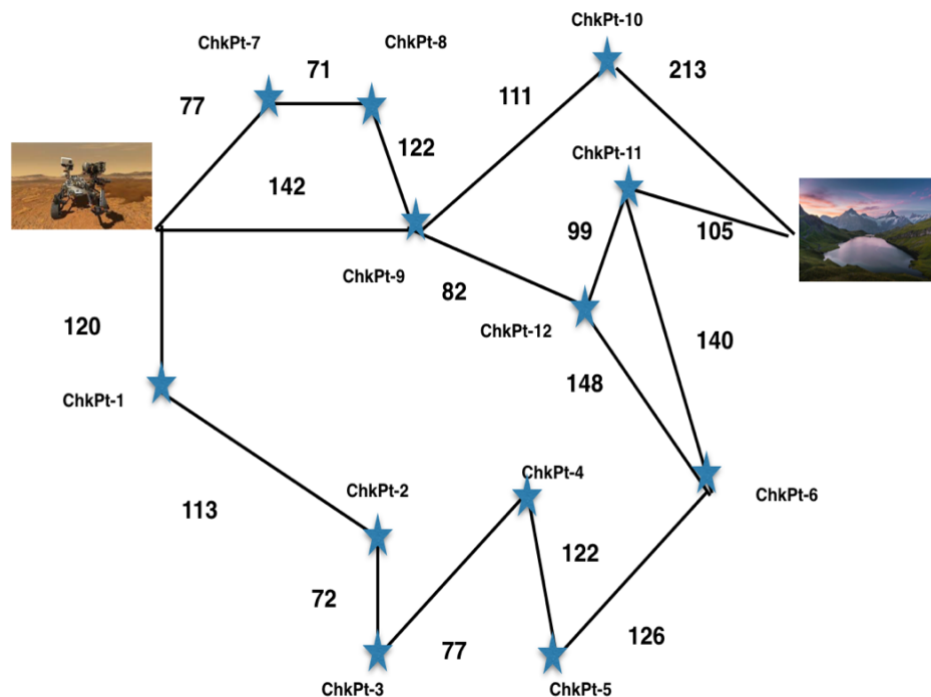 ChkPt-10
ChkPt-7
ChkPt-8
71
213
77
111
122
ChkPt-11
142
99
105
ChkPt-9
82
120
ChkPt-12
140
148
ChkPt-1
ChkPt-4
ChkPt-2
ChkPt-6
113
122
72
126
77
ChkPt-3
ChkPt-5